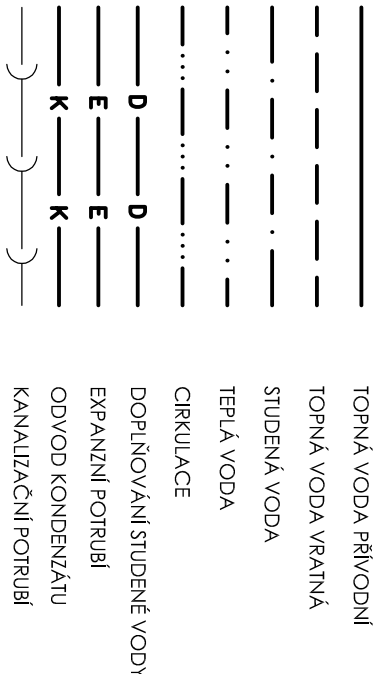 TOPNÁ VODA PŘÍVODNÍ
TOPNÁ VODA VRATNÁ
STUDENÁ VODA
TEPLÁ VODA
CIRKULACE
D D DOPLŇOVÁNÍ STUDENÉ VODY
E E EXPANZNÍ POTRUBÍ
K K ODVOD KONDENZÁTU
KANALIZAČNÍ POTRUBÍ